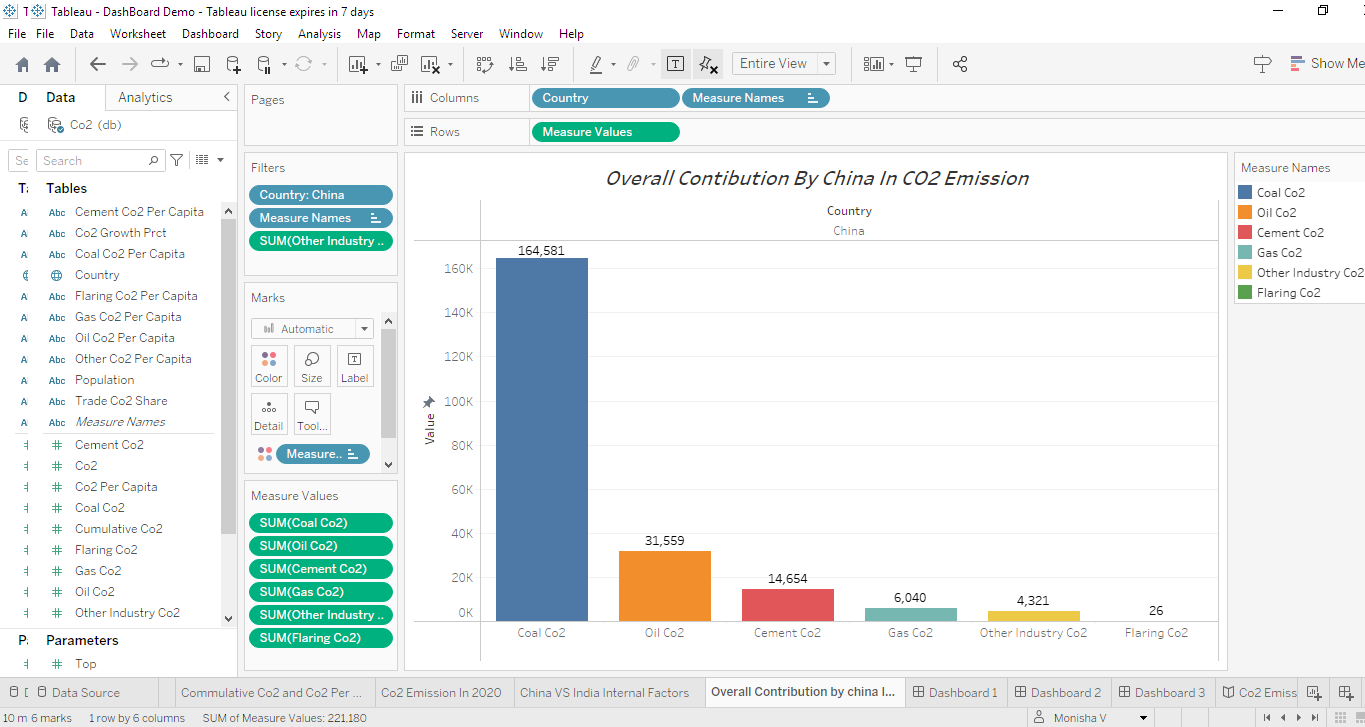 T Tableau - DashBoard Demo - Tableau license expires in 7 days
File File Data Worksheet Dashboard Story Analysis Map Format Server Window Help
Entire View
Show Me
D Data Analytics
Co2 (db)
Se Search
Tables
Abc Cement Co2 Per Capita
Abc Co2 Growth Prct
Abc Coal Co2 Per Capita
Country
Abc Flaring Co2 Per Capita
Abc Gas Co2 Per Capita
Abc Oil Co2 Per Capita
Abc Other Co2 Per Capita
Abc Population
Abc Trade Co2 Share
Abc Measure Names
Cement Co2
Co2
Co2 Per Capita
Coal Co2
Cumulative Co2
Flaring Co2
Gas Co2
Oil Co2
Other Industry Co2
Parameters
Top
Pages
Filters
Country: China
Measure Names
SUM(Other Industry ..
Marks
Automatic
Color Size Label
Detail Tool...
Measure..
Measure Values
SUM(Coal Co2)
SUM(Oil Co2)
SUM(Cement Co2)
SUM(Gas Co2)
SUM(Other Industry ..
SUM(Flaring Co2)
Columns Country Measure Names
Rows Measure Values
Overall Contibution By China In CO2 Emission
Country
China
164,581
160K
140K
120K
100K
80K
60K
40K
20K
0K
Value
31,559
14,654
6,040
4,321
26
Coal Co2 Oil Co2 Cement Co2 Gas Co2 Other Industry Co2 Flaring Co2
Measure Names
Coal Co2
Oil Co2
Cement Co2
Gas Co2
Other Industry Co2
Flaring Co2
Data Source Commulative Co2 and Co2 Per ... Co2 Emission In 2020 China VS India Internal Factors Overall Contribution by china I... Dashboard 1 Dashboard 2 Dashboard 3 Co2 Emiss
10 m 6 marks 1 row by 6 columns SUM of Measure Values: 221,180 Monisha V